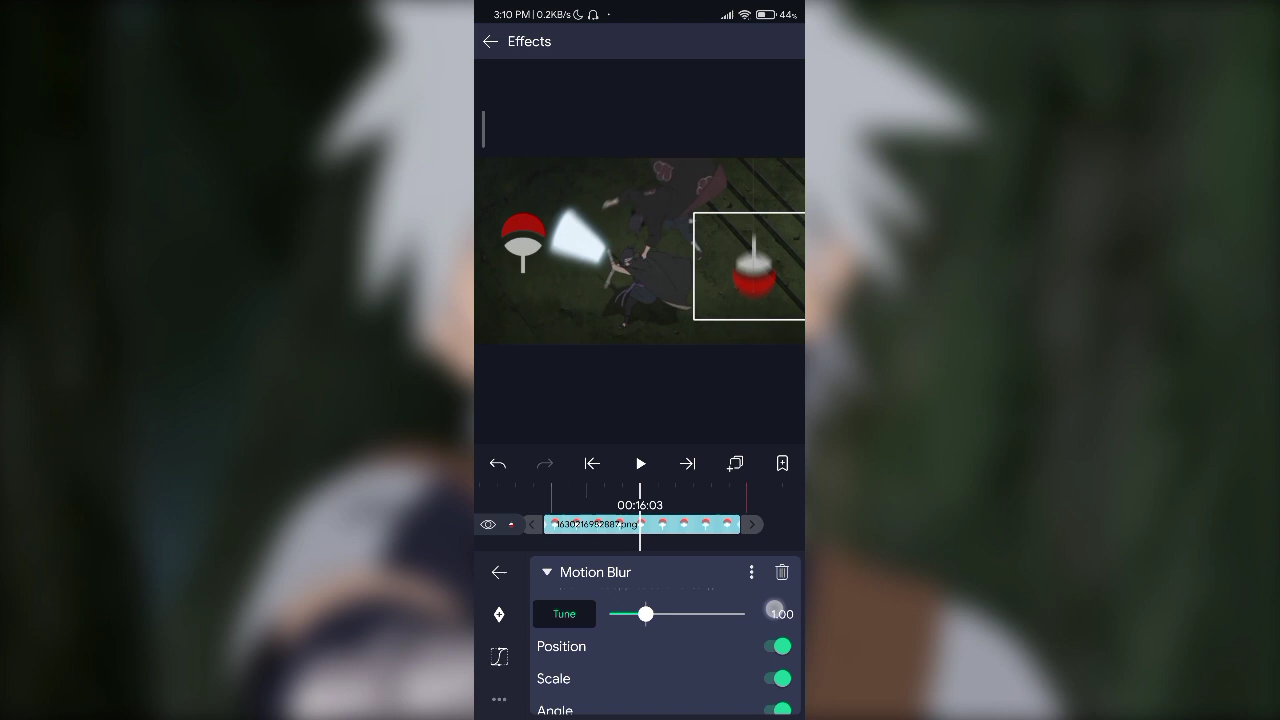 3:10 PM | 0.2KB/s
44%
Effects
00:16:03
1630216952887.png
Motion Blur
Tune
1.00
Position
Scale
Angle